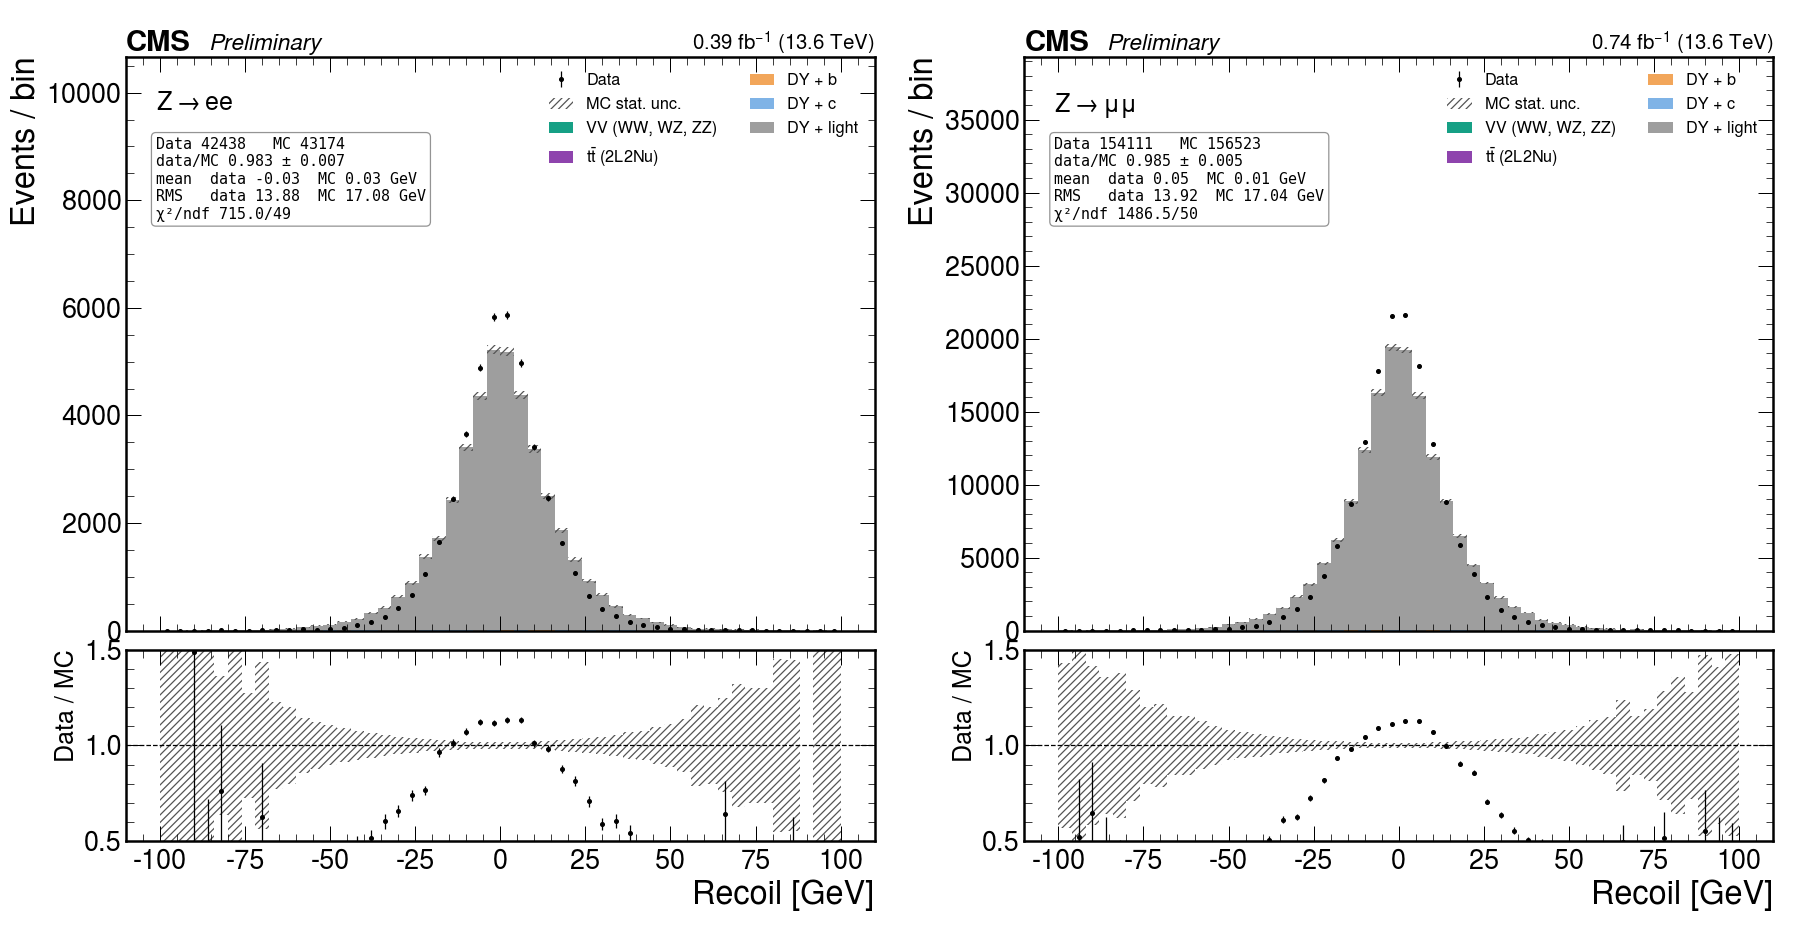 CMS Preliminary 0.39 fb⁻¹ (13.6 TeV)
Events / bin
Z → ee
Data 42438 MC 43174
data/MC 0.983 ± 0.007
mean data -0.03 MC 0.03 GeV
RMS data 13.88 MC 17.08 GeV
χ²/ndf 715.0/49
Data
MC stat. unc.
VV (WW, WZ, ZZ)
tt̄ (2L2Nu)
DY + b
DY + c
DY + light
10000
8000
6000
4000
2000
0
Data / MC
1.5
1.0
0.5
-100 -75 -50 -25 0 25 50 75 100
Recoil [GeV]
CMS Preliminary 0.74 fb⁻¹ (13.6 TeV)
Events / bin
Z → μμ
Data 154111 MC 156523
data/MC 0.985 ± 0.005
mean data 0.05 MC 0.01 GeV
RMS data 13.92 MC 17.04 GeV
χ²/ndf 1486.5/50
Data
MC stat. unc.
VV (WW, WZ, ZZ)
tt̄ (2L2Nu)
DY + b
DY + c
DY + light
35000
30000
25000
20000
15000
10000
5000
0
Data / MC
1.5
1.0
0.5
-100 -75 -50 -25 0 25 50 75 100
Recoil [GeV]